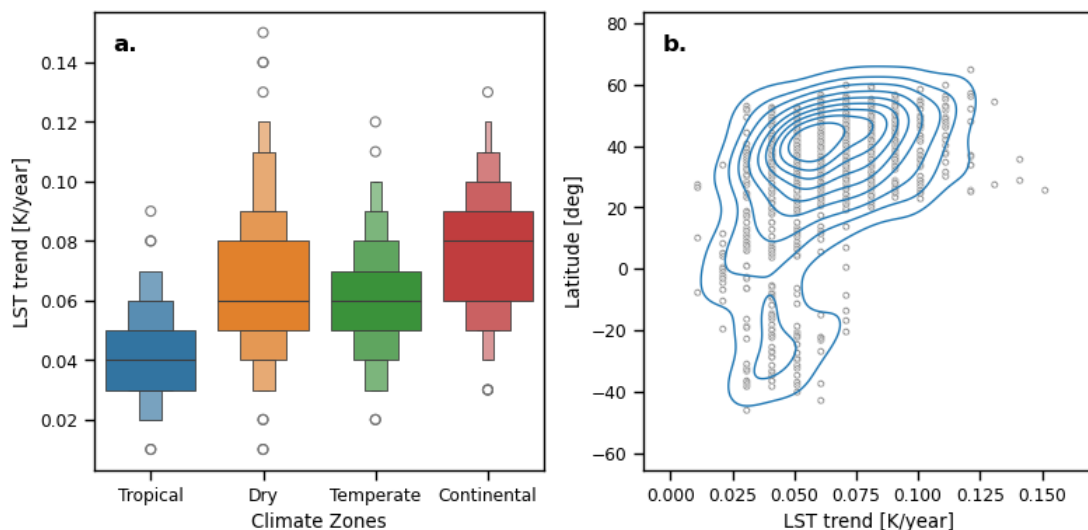 a.
LST trend [K/year]
0.14
0.12
0.10
0.08
0.06
0.04
0.02
Tropical Dry Temperate Continental
Climate Zones
b.
Latitude [deg]
80
60
40
20
0
−20
−40
−60
0.000 0.025 0.050 0.075 0.100 0.125 0.150
LST trend [K/year]